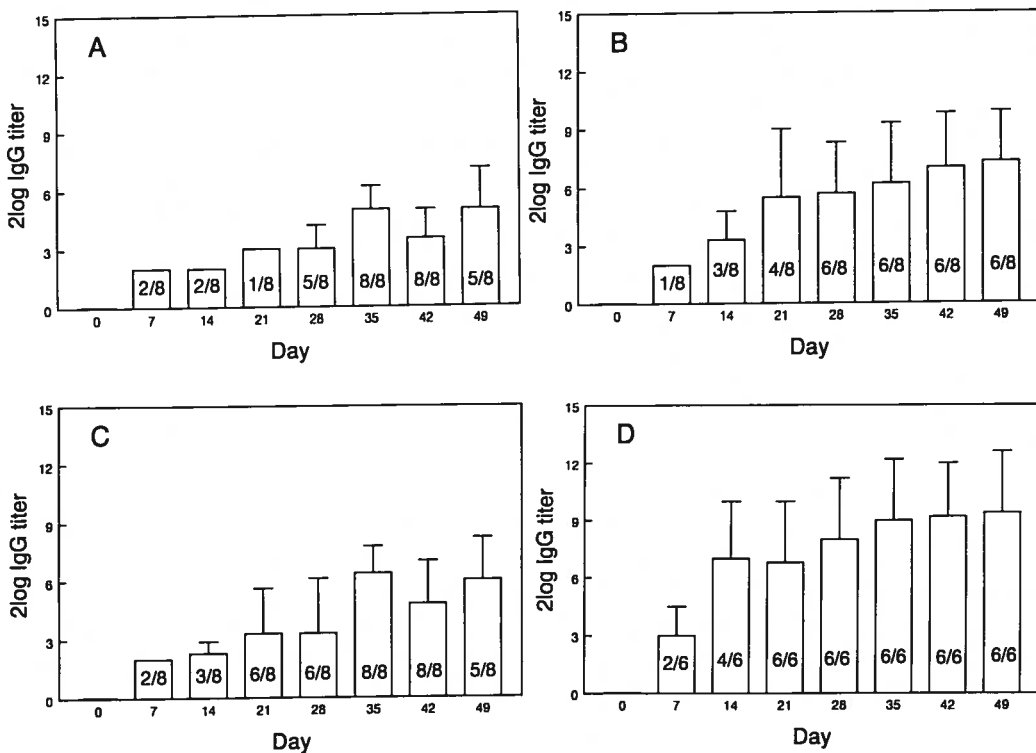 A
2log IgG titer
15
12
9
6
3
0
2/8 2/8 1/8 5/8 8/8 8/8 5/8
0 7 14 21 28 35 42 49
Day
B
2log IgG titer
15
12
9
6
3
0
1/8 3/8 4/8 6/8 6/8 6/8 6/8
0 7 14 21 28 35 42 49
Day
C
2log IgG titer
15
12
9
6
3
0
2/8 3/8 6/8 6/8 8/8 8/8 5/8
0 7 14 21 28 35 42 49
Day
D
2log IgG titer
15
12
9
6
3
0
2/6 4/6 6/6 6/6 6/6 6/6 6/6
0 7 14 21 28 35 42 49
Day